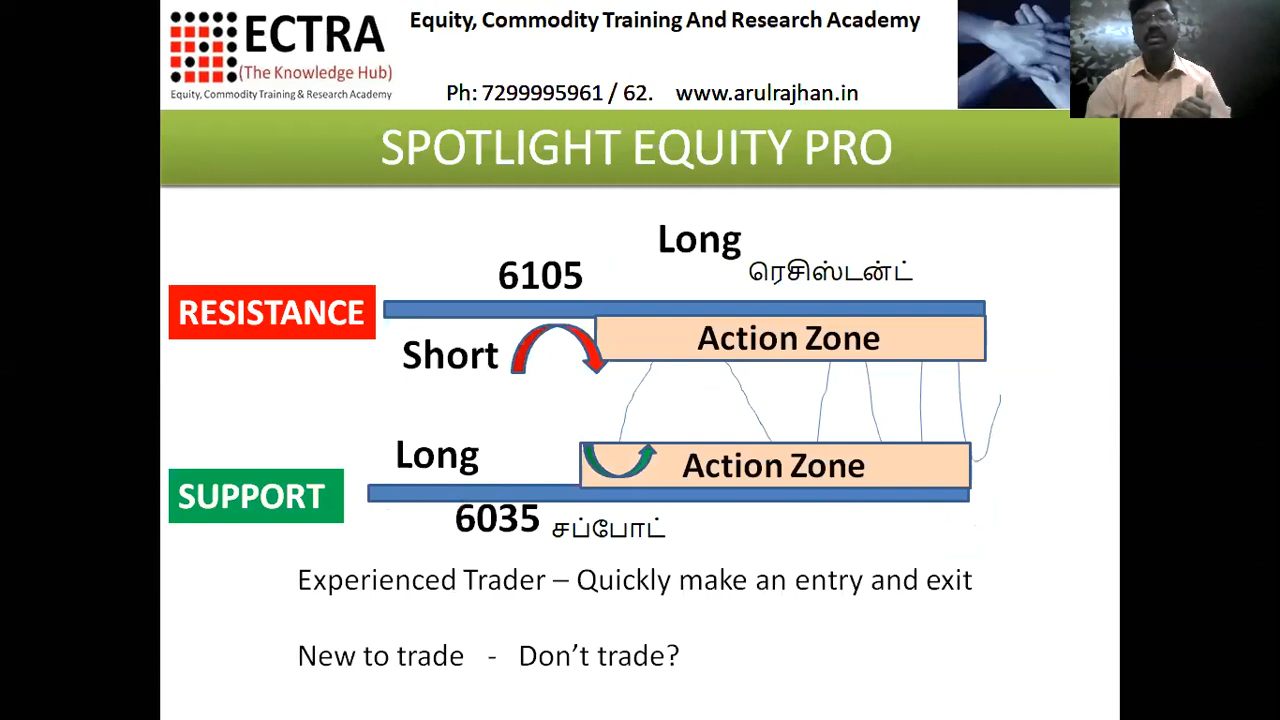 ECTRA
(The Knowledge Hub)
Equity, Commodity Training & Research Academy
Equity, Commodity Training And Research Academy
Ph: 7299995961 / 62. www.arulrajhan.in
SPOTLIGHT EQUITY PRO
Long
6105
ரெசிஸ்டன்ட்
RESISTANCE
Action Zone
Short
Long
Action Zone
SUPPORT
6035
சப்போட்
Experienced Trader – Quickly make an entry and exit
New to trade - Don’t trade?